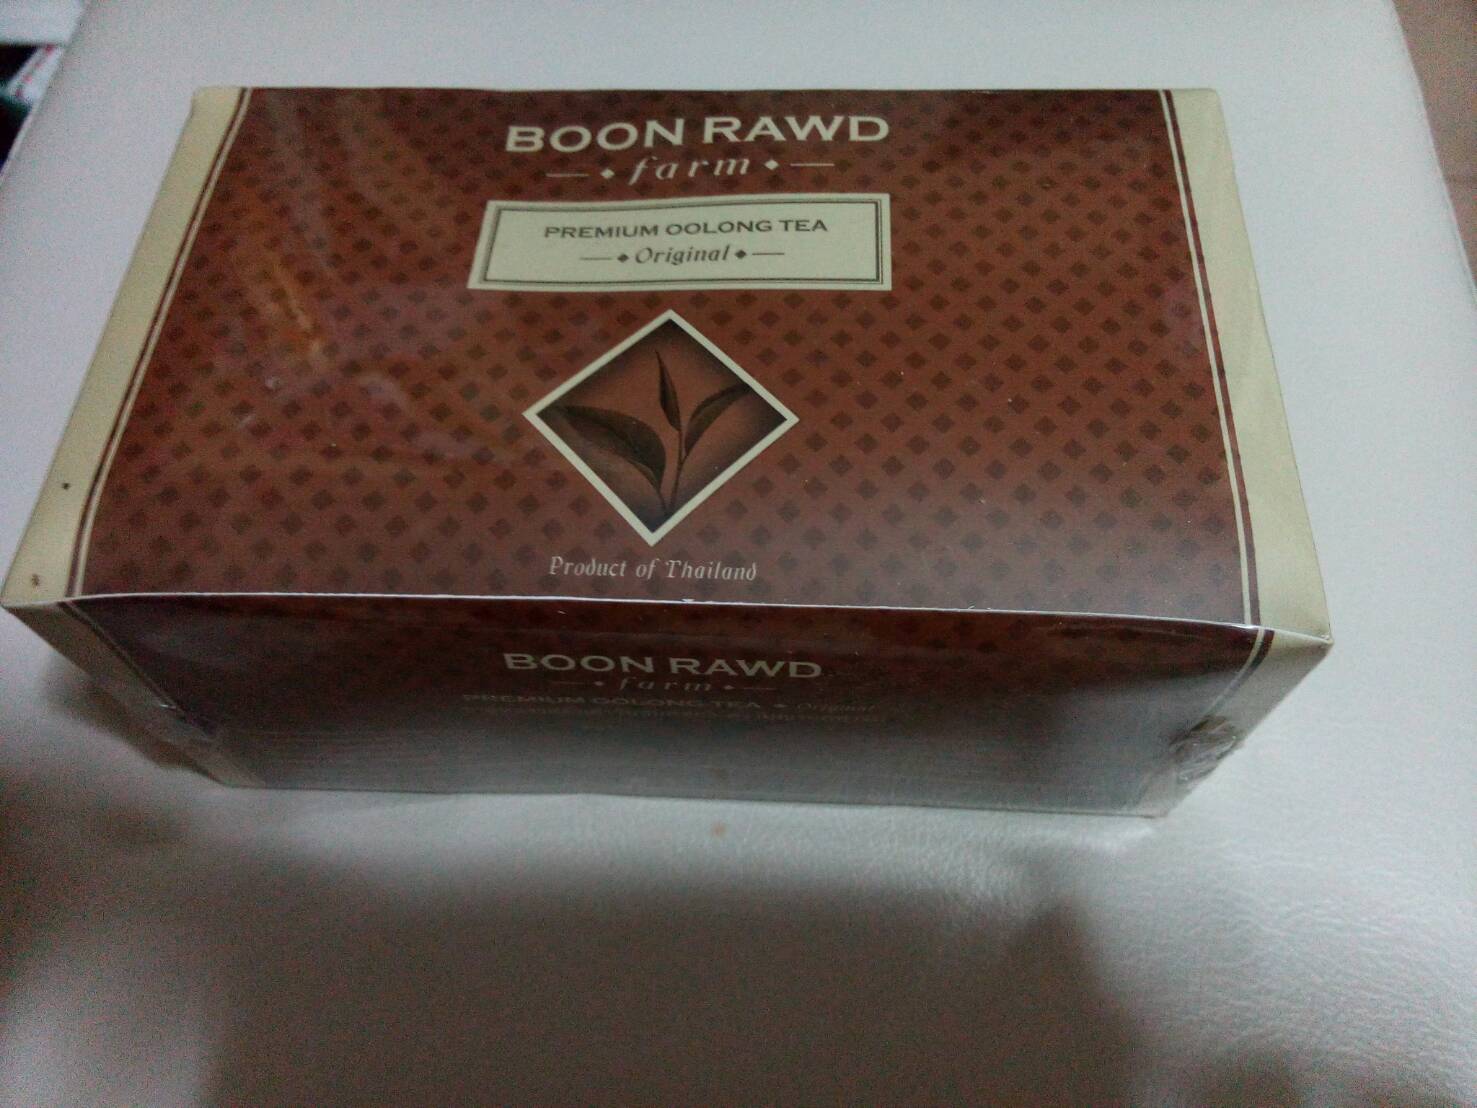 BOON RAWD
farm
PREMIUM OOLONG TEA
Original
Product of Thailand
BOON RAWD
farm
PREMIUM OOLONG TEA Original